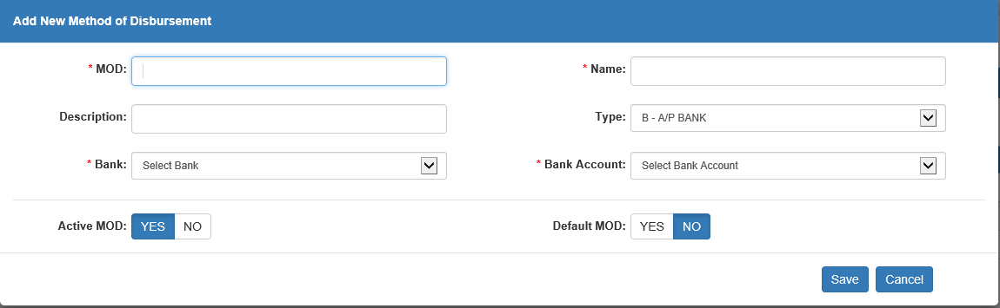 Add New Method of Disbursement
* MOD:
* Name:
Description:
Type: B - A/P BANK
* Bank: Select Bank
* Bank Account: Select Bank Account
Active MOD: YES NO
Default MOD: YES NO
Save Cancel